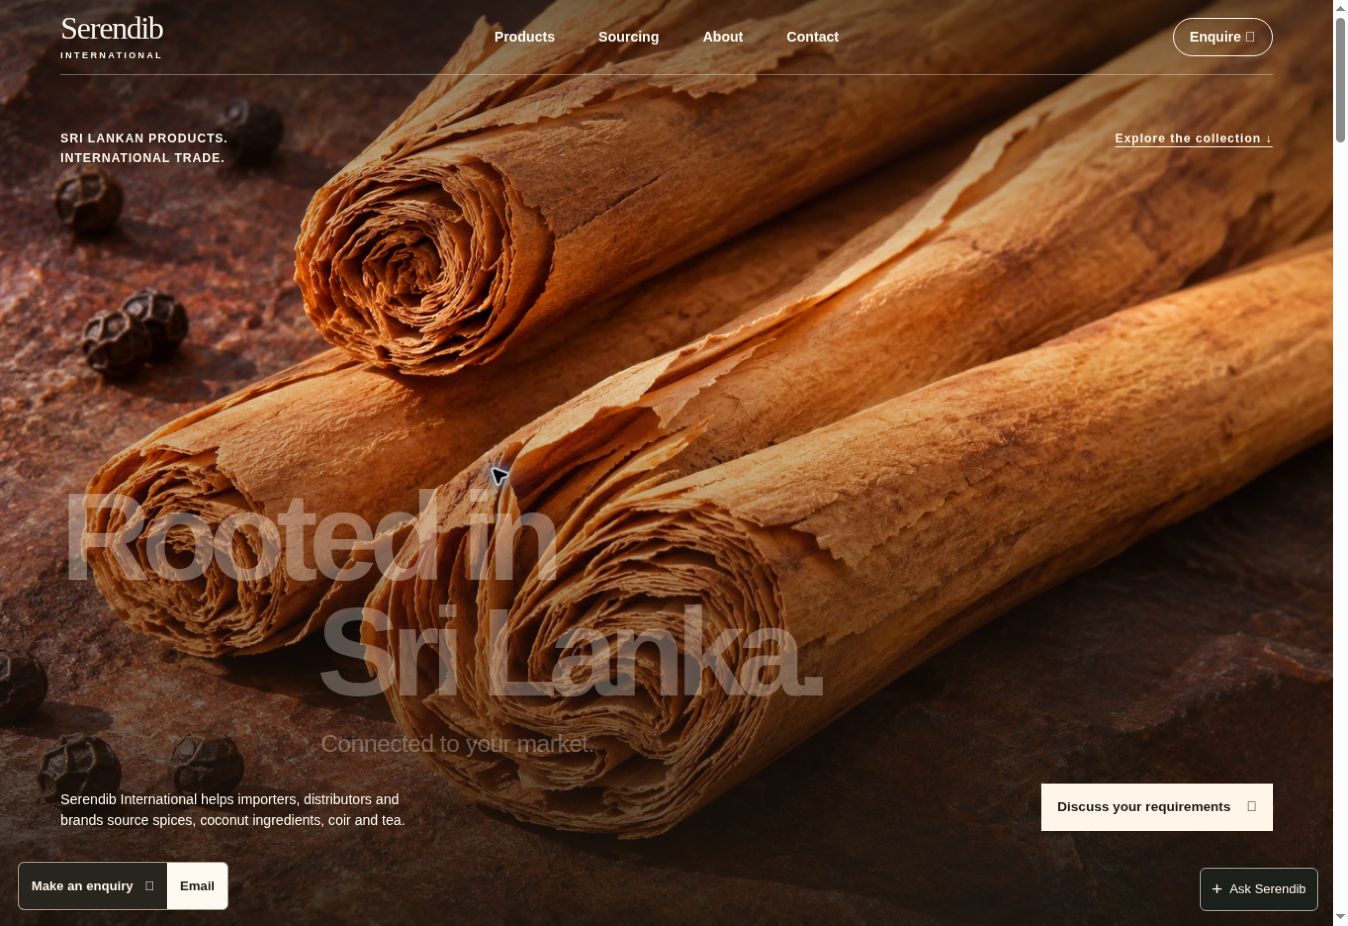 Serendib
INTERNATIONAL
Products
Sourcing
About
Contact
Enquire
SRI LANKAN PRODUCTS.
INTERNATIONAL TRADE.
Explore the collection ↓
Rooted in
Sri Lanka.
Connected to your market.
Serendib International helps importers, distributors and
brands source spices, coconut ingredients, coir and tea.
Discuss your requirements
Make an enquiry
Email
+ Ask Serendib